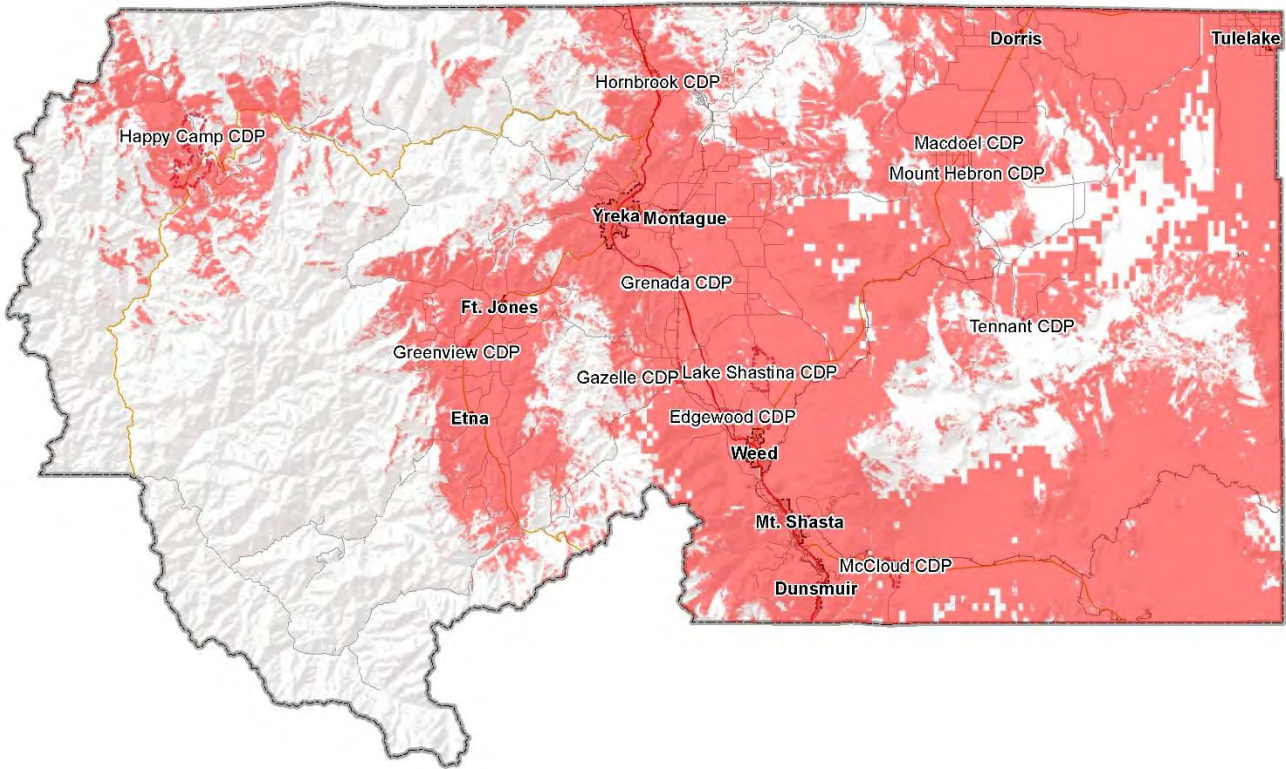 Dorris
Tulelake
Hornbrook CDP
Happy Camp CDP
Macdoel CDP
Mount Hebron CDP
Yreka
Montague
Grenada CDP
Ft. Jones
Tennant CDP
Greenview CDP
Gazelle CDP
Lake Shastina CDP
Etna
Edgewood CDP
Weed
Mt. Shasta
McCloud CDP
Dunsmuir